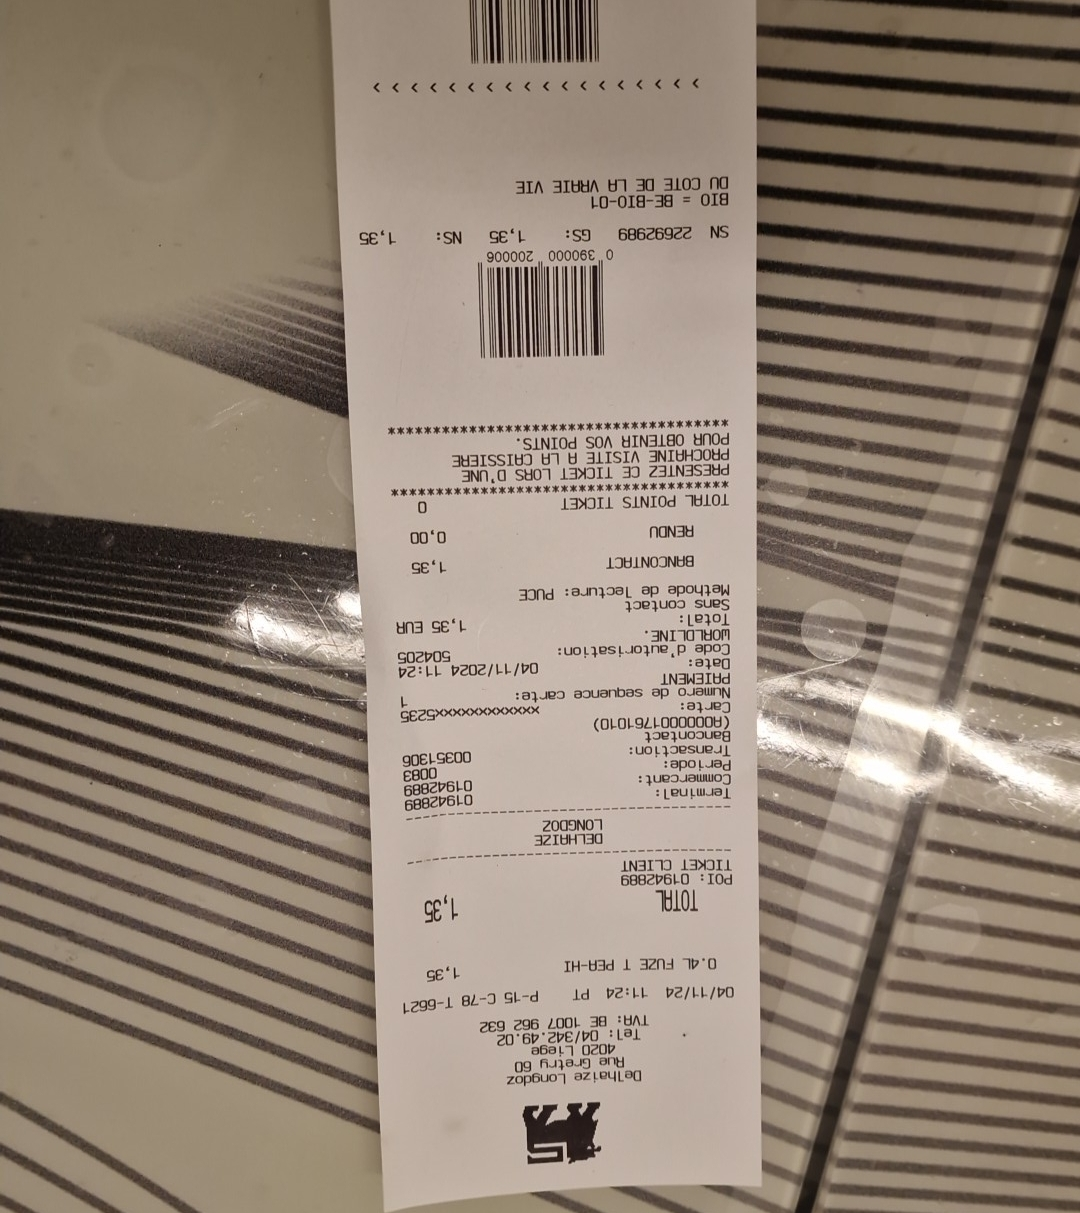 Delhaize Longdoz
Rue Gretry 60
4020 Liege
Tel: 04/342.49.02
TVA: BE 1007 962 632
04/11/24 11:24 PT P-15 C-78 T-6621
0.4L FUZE T PEA-HI 1,35
TOTAL 1,35
POI: 01942889
TICKET CLIENT
--------------------------------
DELHAIZE
LONGDOZ
--------------------------------
Terminal: 01942889
Commercant: 01942889
Periode: 0083
Transaction: 00351306
Bancontact
(A0000001761010)
Carte: xxxxxxxxxxxxx5235
Numero de sequence carte: 1
PAIEMENT
Date: 04/11/2024 11:24
Code d'autorisation: 504205
WORLDLINE.
Total: 1,35 EUR
Sans contact
Methode de lecture: PUCE
BANCONTACT 1,35
RENDU 0,00
TOTAL POINTS TICKET 0
**************************************
PRESENTEZ CE TICKET LORS D'UNE
PROCHAINE VISITE A LA CAISSIERE
POUR OBTENIR VOS POINTS.
**************************************
0 390000 200006
SN 22692989 GS: 1,35 NS: 1,35
BIO = BE-BIO-01
DU COTE DE LA VRAIE VIE
> > > > > > > > > > > > > > > > > >